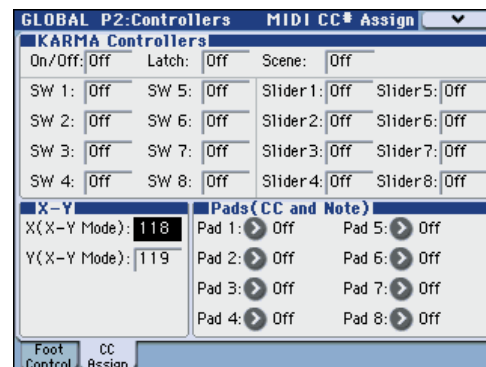 GLOBAL P2:Controllers MIDI CC# Assign
KARMA Controllers
On/Off: Off Latch: Off Scene: Off
SW 1: Off SW 5: Off Slider1: Off Slider5: Off
SW 2: Off SW 6: Off Slider2: Off Slider6: Off
SW 3: Off SW 7: Off Slider3: Off Slider7: Off
SW 4: Off SW 8: Off Slider4: Off Slider8: Off
X-Y
X(X-Y Mode): 118
Y(X-Y Mode): 119
Pads(CC and Note)
Pad 1: Off Pad 5: Off
Pad 2: Off Pad 6: Off
Pad 3: Off Pad 7: Off
Pad 4: Off Pad 8: Off
Foot Control
CC Assign